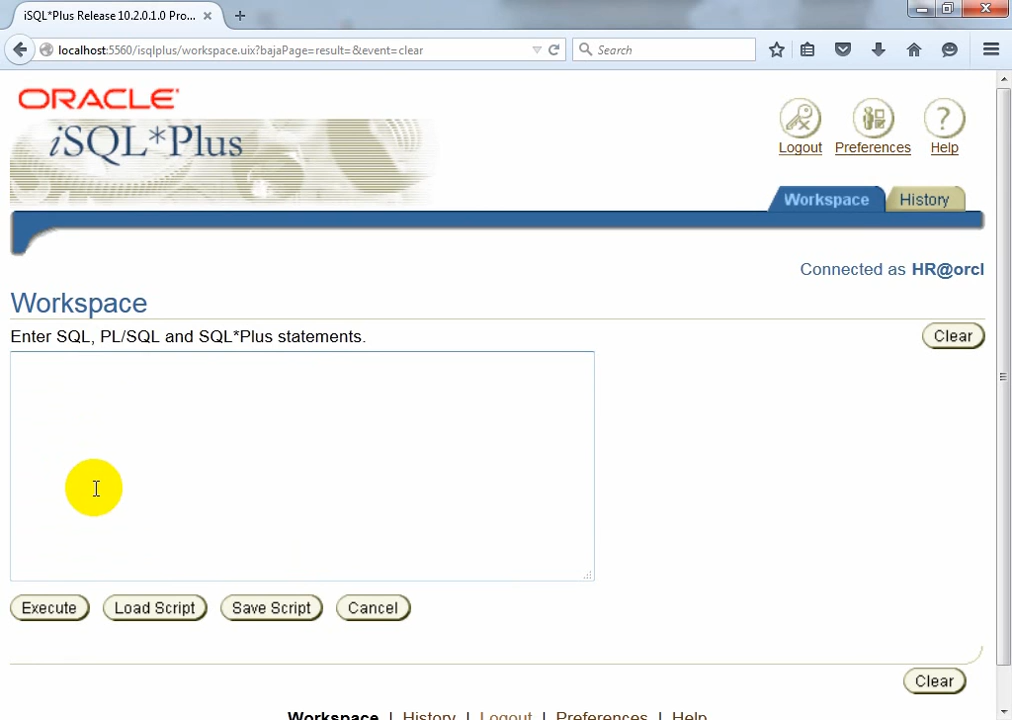 iSQL*Plus Release 10.2.0.1.0 Pro...
localhost:5560/isqlplus/workspace.uix?bajaPage=result=&event=clear
Search
ORACLE
iSQL*Plus
Logout
Preferences
Help
Workspace
History
Connected as HR@orcl
Workspace
Enter SQL, PL/SQL and SQL*Plus statements.
Clear
Execute
Load Script
Save Script
Cancel
Clear
Workspace | History | Logout | Preferences | Help